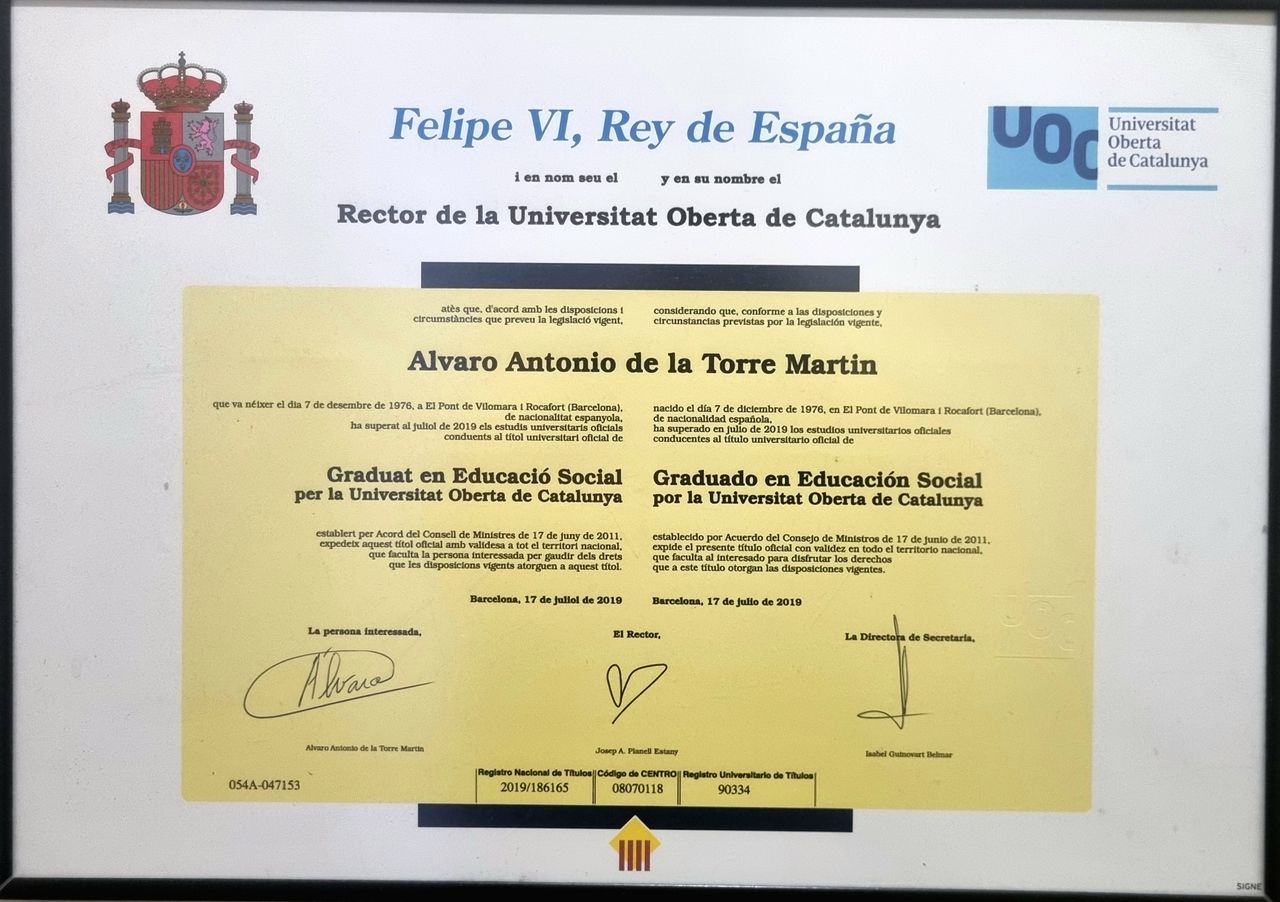 Felipe VI, Rey de España
i en nom seu el y en su nombre el
Rector de la Universitat Oberta de Catalunya
UOC
Universitat
Oberta
de Catalunya
atès que, d'acord amb les disposicions i
circumstàncies que preveu la legislació vigent,
considerando que, conforme a las disposiciones y
circunstancias previstas por la legislación vigente,
Alvaro Antonio de la Torre Martin
que va néixer el dia 7 de desembre de 1976, a El Pont de Vilomara i Rocafort (Barcelona),
de nacionalitat espanyola,
ha superat al juliol de 2019 els estudis universitaris oficials
conduents al títol universitari oficial de
nacido el día 7 de diciembre de 1976, en El Pont de Vilomara i Rocafort (Barcelona),
de nacionalidad española,
ha superado en julio de 2019 los estudios universitarios oficiales
conducentes al título universitario oficial de
Graduat en Educació Social
per la Universitat Oberta de Catalunya
Graduado en Educación Social
por la Universitat Oberta de Catalunya
establert per Acord del Consell de Ministres de 17 de juny de 2011,
expedeix aquest títol oficial amb validesa a tot el territori nacional,
que faculta la persona interessada per gaudir dels drets
que les disposicions vigents atorguen a aquest títol.
establecido por Acuerdo del Consejo de Ministros de 17 de junio de 2011,
expide el presente título oficial con validez en todo el territorio nacional,
que faculta al interesado para disfrutar los derechos
que a este título otorgan las disposiciones vigentes.
Barcelona, 17 de juliol de 2019
Barcelona, 17 de julio de 2019
La persona interessada,
El Rector,
La Directora de Secretaria,
Álvaro
Alvaro Antonio de la Torre Martin
Josep A. Planell Estany
Isabel Guinovart Belmar
054A-047153
Registro Nacional de Títulos
2019/186165
Código de CENTRO
08070118
Registro Universitario de Títulos
90334
SIGNE